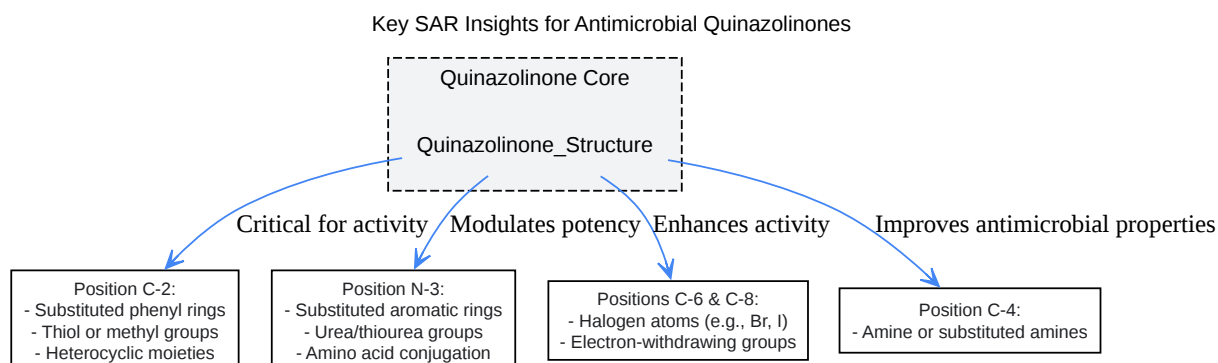 Key SAR Insights for Antimicrobial Quinazolinones
Quinazolinone Core
Quinazolinone_Structure
Critical for activity
Modulates potency
Enhances activity
Improves antimicrobial properties
Position C-2:
- Substituted phenyl rings
- Thiol or methyl groups
- Heterocyclic moieties
Position N-3:
- Substituted aromatic rings
- Urea/thiourea groups
- Amino acid conjugation
Positions C-6 & C-8:
- Halogen atoms (e.g., Br, I)
- Electron-withdrawing groups
Position C-4:
- Amine or substituted amines